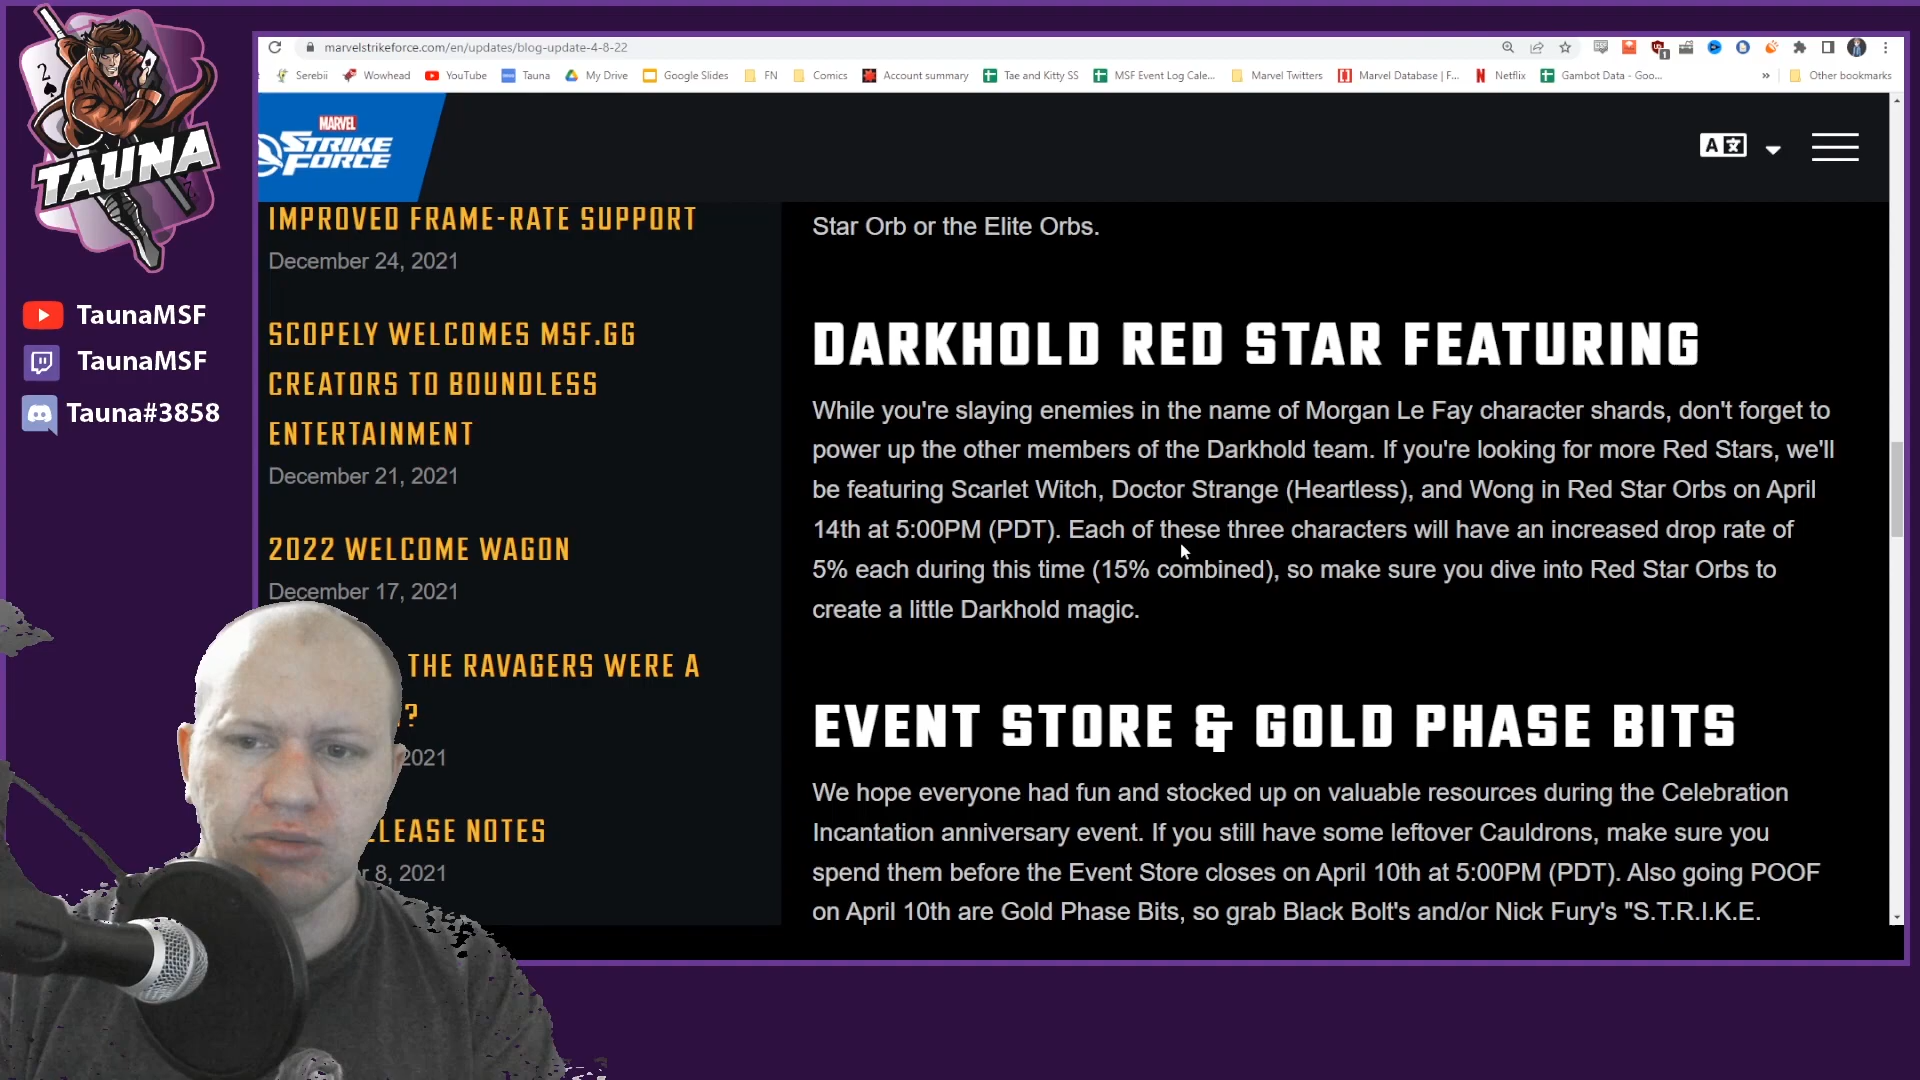 2
TAUNA
TaunaMSF
TaunaMSF
Tauna#3858
marvelstrikeforce.com/en/updates/blog-update-4-8-22
Serebii
Wowhead
YouTube
Tauna
My Drive
Google Slides
FN
Comics
Account summary
Tae and Kitty SS
MSF Event Log Cale...
Marvel Twitters
Marvel Database | F...
Netflix
Gambot Data - Goo...
»
Other bookmarks
MARVEL
STRIKE
FORCE
A文
IMPROVED FRAME-RATE SUPPORT
December 24, 2021
SCOPELY WELCOMES MSF.GG
CREATORS TO BOUNDLESS
ENTERTAINMENT
December 21, 2021
2022 WELCOME WAGON
December 17, 2021
THE RAVAGERS WERE A
?
2021
LEASE NOTES
8, 2021
Star Orb or the Elite Orbs.
DARKHOLD RED STAR FEATURING
While you're slaying enemies in the name of Morgan Le Fay character shards, don't forget to
power up the other members of the Darkhold team. If you're looking for more Red Stars, we'll
be featuring Scarlet Witch, Doctor Strange (Heartless), and Wong in Red Star Orbs on April
14th at 5:00PM (PDT). Each of these three characters will have an increased drop rate of
5% each during this time (15% combined), so make sure you dive into Red Star Orbs to
create a little Darkhold magic.
EVENT STORE & GOLD PHASE BITS
We hope everyone had fun and stocked up on valuable resources during the Celebration
Incantation anniversary event. If you still have some leftover Cauldrons, make sure you
spend them before the Event Store closes on April 10th at 5:00PM (PDT). Also going POOF
on April 10th are Gold Phase Bits, so grab Black Bolt's and/or Nick Fury's "S.T.R.I.K.E.